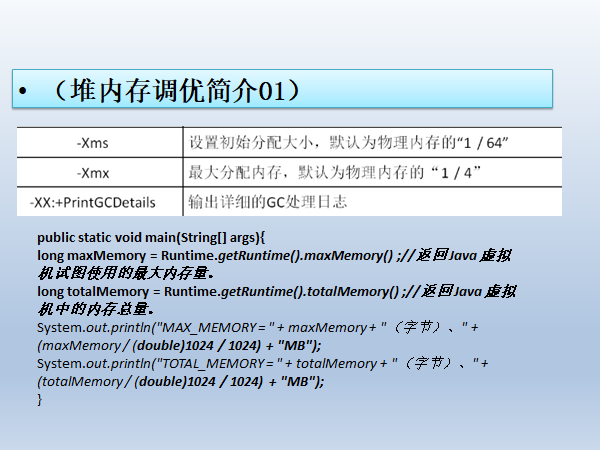 • （堆内存调优简介01）
-Xms 设置初始分配大小，默认为物理内存的“1 / 64”
-Xmx 最大分配内存，默认为物理内存的“1 / 4”
-XX:+PrintGCDetails 输出详细的GC处理日志
public static void main(String[] args){
long maxMemory = Runtime.getRuntime().maxMemory() ;//返回Java 虚拟
机试图使用的最大内存量。
long totalMemory = Runtime.getRuntime().totalMemory() ;//返回Java 虚拟
机中的内存总量。
System.out.println("MAX_MEMORY = " + maxMemory + "（字节）、" +
(maxMemory / (double)1024 / 1024) + "MB");
System.out.println("TOTAL_MEMORY = " + totalMemory + "（字节）、" +
(totalMemory / (double)1024 / 1024) + "MB");
}